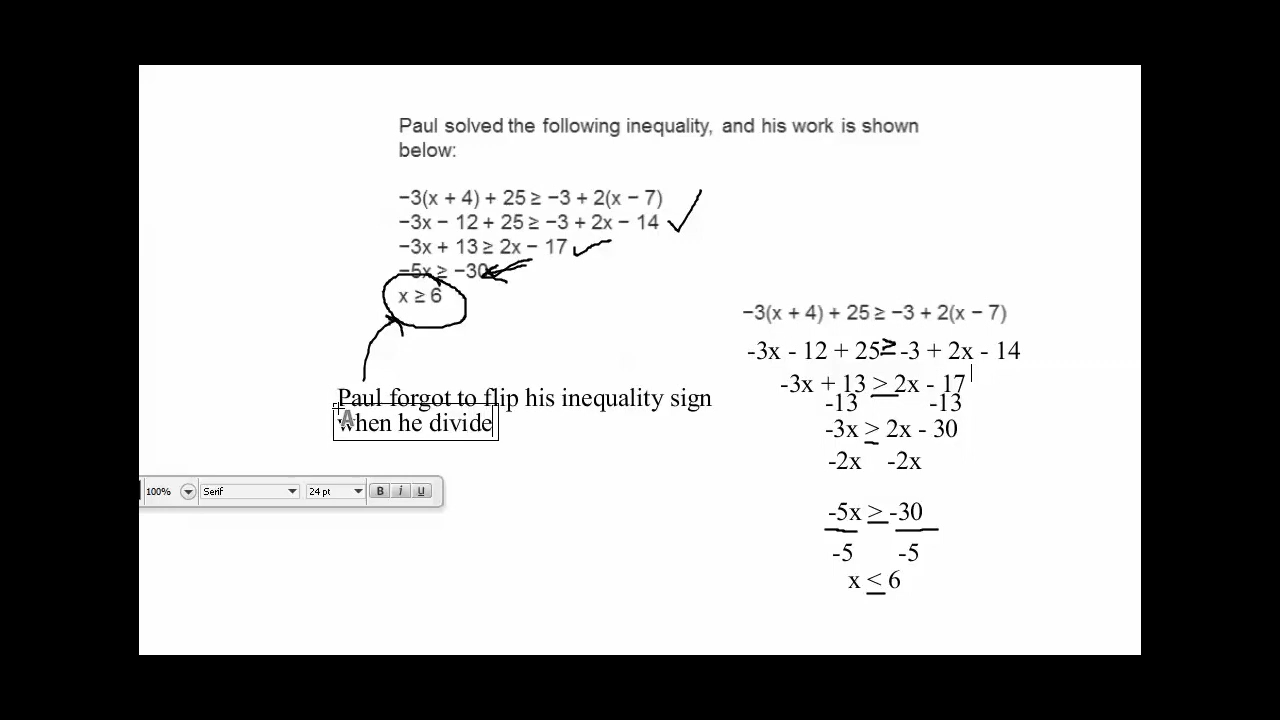 Paul solved the following inequality, and his work is shown
below:
−3(x + 4) + 25 ≥ −3 + 2(x − 7)
−3x − 12 + 25 ≥ −3 + 2x − 14
−3x + 13 ≥ 2x − 17
−5x ≥ −30
x ≥ 6
Paul forgot to flip his inequality sign
when he divide
100% Serif 24 pt B i U
−3(x + 4) + 25 ≥ −3 + 2(x − 7)
-3x - 12 + 25 ≥ -3 + 2x - 14
-3x + 13 ≥ 2x - 17
-13 -13
-3x ≥ 2x - 30
-2x -2x
-5x ≥ -30
-5 -5
x ≤ 6